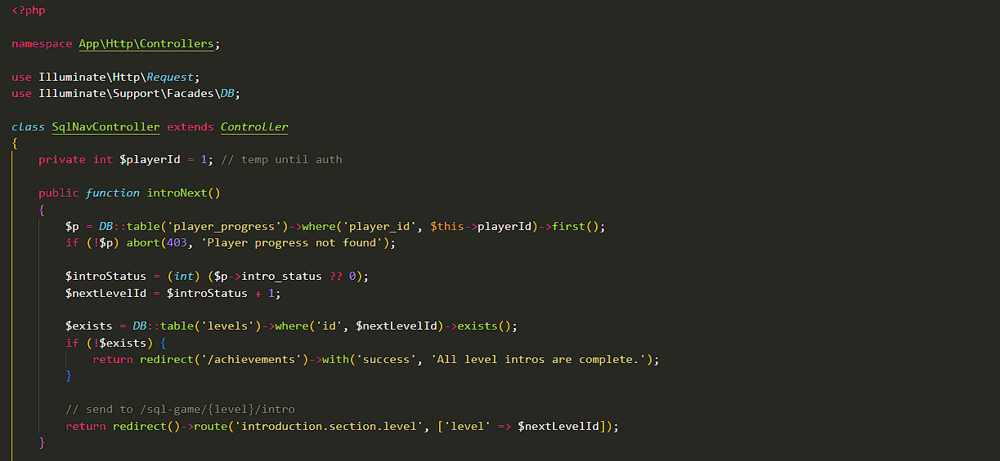 <?php
namespace App\Http\Controllers;
use Illuminate\Http\Request;
use Illuminate\Support\Facades\DB;
class SqlNavController extends Controller
{
    private int $playerId = 1; // temp until auth
    public function introNext()
    {
        $p = DB::table('player_progress')->where('player_id', $this->playerId)->first();
        if (!$p) abort(403, 'Player progress not found');
        $introStatus = (int) ($p->intro_status ?? 0);
        $nextLevelId = $introStatus + 1;
        $exists = DB::table('levels')->where('id', $nextLevelId)->exists();
        if (!$exists) {
            return redirect('/achievements')->with('success', 'All level intros are complete.');
        }
        // send to /sql-game/{level}/intro
        return redirect()->route('introduction.section.level', ['level' => $nextLevelId]);
    }